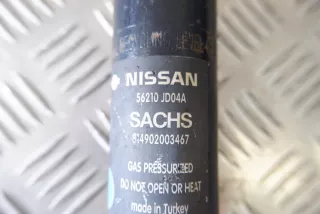 NISSAN
56210 JD04A
SACHS
814902003467
GAS PRESSURIZED
DO NOT OPEN OR HEAT
made in Turkey